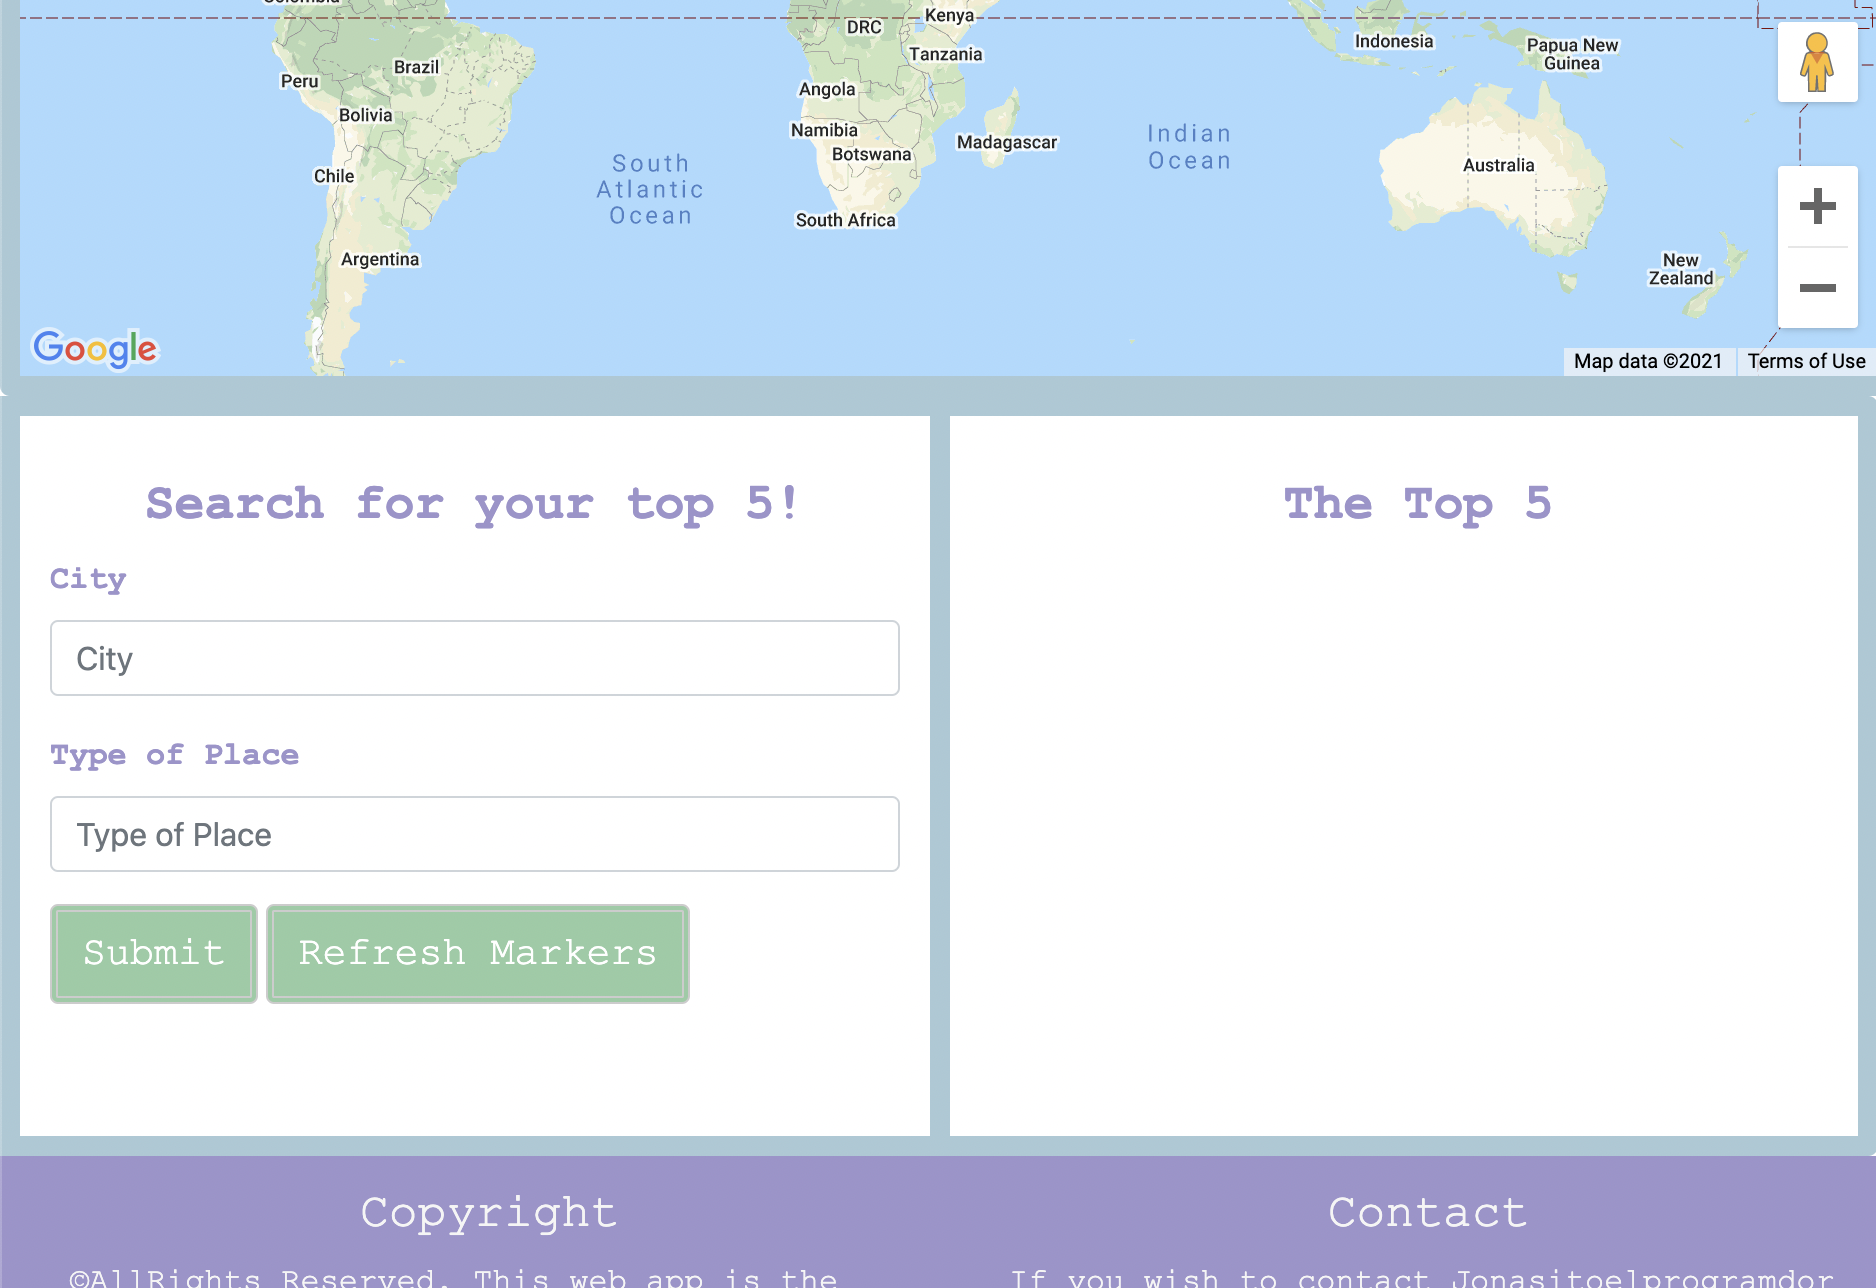 Colombia
Kenya
DRC
Tanzania
Indonesia
Papua New
Guinea
Peru
Brazil
Angola
Bolivia
Namibia
Botswana
Madagascar
Indian
Ocean
Australia
Chile
South
Atlantic
Ocean
South Africa
Argentina
New
Zealand
Google
Map data ©2021
Terms of Use
Search for your top 5!
City
City
Type of Place
Type of Place
Submit
Refresh Markers
The Top 5
Copyright
©AllRights Reserved. This web app is the
Contact
If you wish to contact Jonasitoelprogramdor